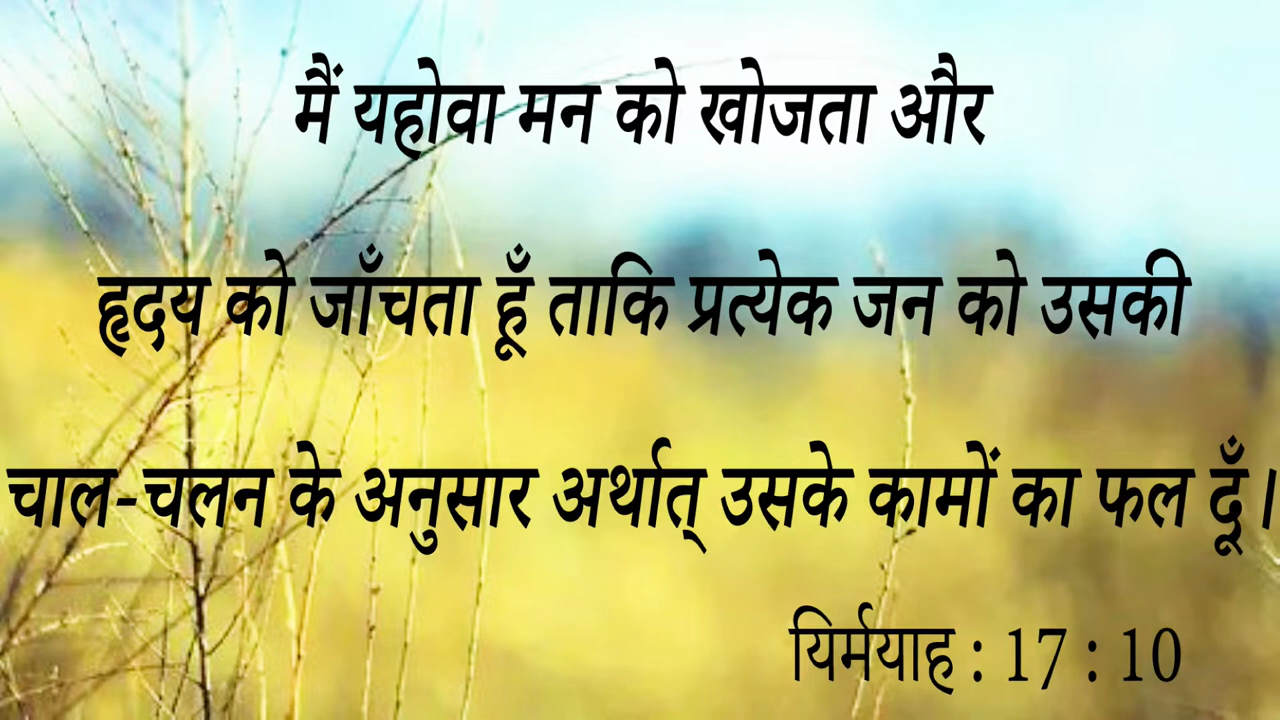 मैं यहोवा मन को खोजता और
हृदय को जाँचता हूँ ताकि प्रत्येक जन को उसकी
चाल-चलन के अनुसार अर्थात् उसके कामों का फल दूँ।
यिर्मयाह : 17 : 10